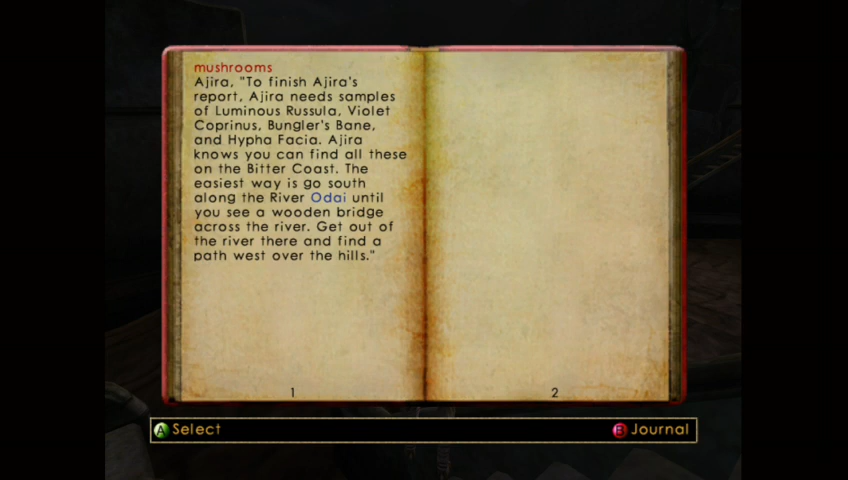 mushrooms
Ajira, "To finish Ajira's
report, Ajira needs samples
of Luminous Russula, Violet
Coprinus, Bungler's Bane,
and Hypha Facia. Ajira
knows you can find all these
on the Bitter Coast. The
easiest way is go south
along the River Odai until
you see a wooden bridge
across the river. Get out of
the river there and find a
path west over the hills."
1
2
A Select
B Journal